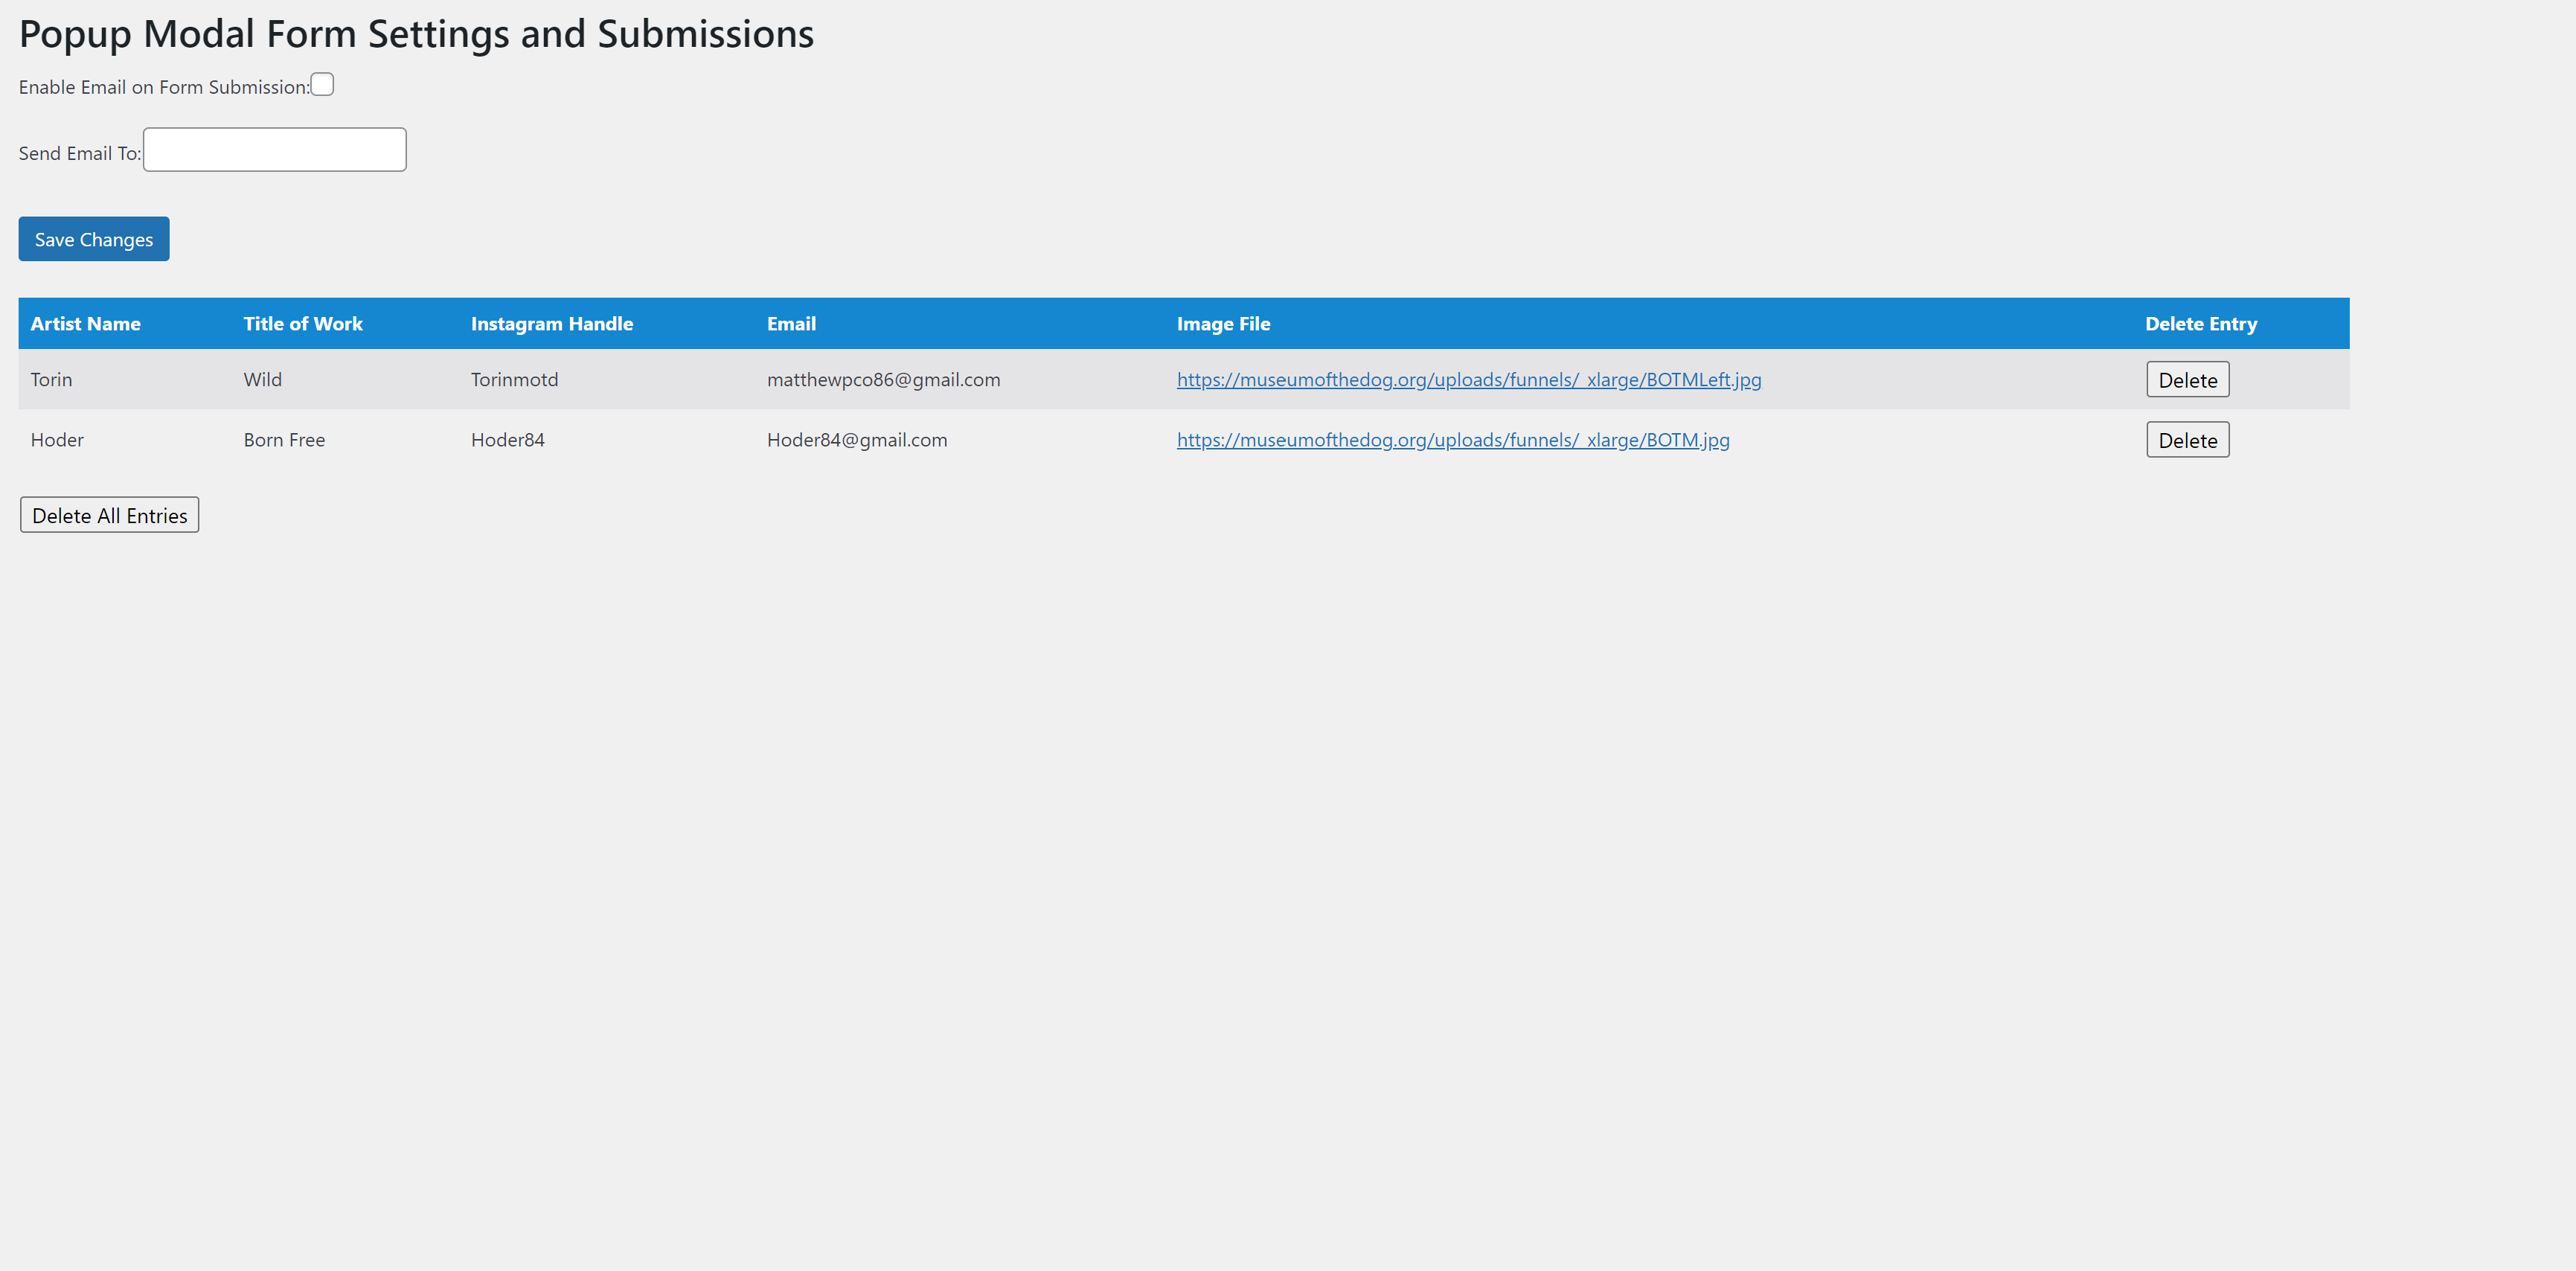 Popup Modal Form Settings and Submissions
Enable Email on Form Submission:
Send Email To:
Save Changes
Artist Name Title of Work Instagram Handle Email Image File Delete Entry
Torin Wild Torinmotd matthewpco86@gmail.com https://museumofthedog.org/uploads/funnels/_xlarge/BOTMLeft.jpg Delete
Hoder Born Free Hoder84 Hoder84@gmail.com https://museumofthedog.org/uploads/funnels/_xlarge/BOTM.jpg Delete
Delete All Entries